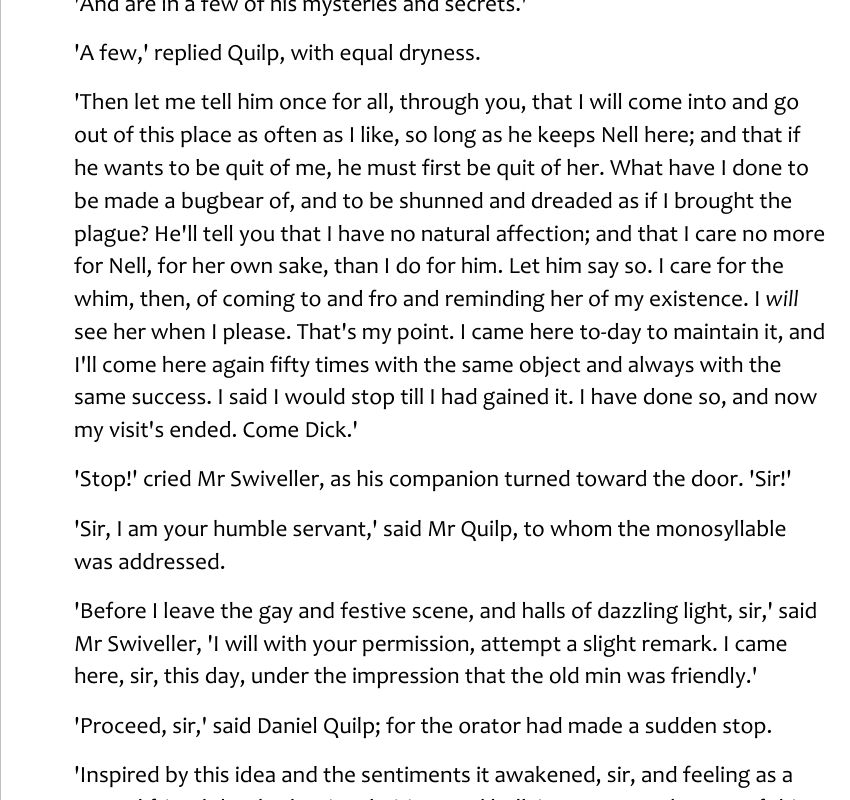 'And are in a few of his mysteries and secrets.'
'A few,' replied Quilp, with equal dryness.
'Then let me tell him once for all, through you, that I will come into and go
out of this place as often as I like, so long as he keeps Nell here; and that if
he wants to be quit of me, he must first be quit of her. What have I done to
be made a bugbear of, and to be shunned and dreaded as if I brought the
plague? He'll tell you that I have no natural affection; and that I care no more
for Nell, for her own sake, than I do for him. Let him say so. I care for the
whim, then, of coming to and fro and reminding her of my existence. I will
see her when I please. That's my point. I came here to-day to maintain it, and
I'll come here again fifty times with the same object and always with the
same success. I said I would stop till I had gained it. I have done so, and now
my visit's ended. Come Dick.'
'Stop!' cried Mr Swiveller, as his companion turned toward the door. 'Sir!'
'Sir, I am your humble servant,' said Mr Quilp, to whom the monosyllable
was addressed.
'Before I leave the gay and festive scene, and halls of dazzling light, sir,' said
Mr Swiveller, 'I will with your permission, attempt a slight remark. I came
here, sir, this day, under the impression that the old min was friendly.'
'Proceed, sir,' said Daniel Quilp; for the orator had made a sudden stop.
'Inspired by this idea and the sentiments it awakened, sir, and feeling as a